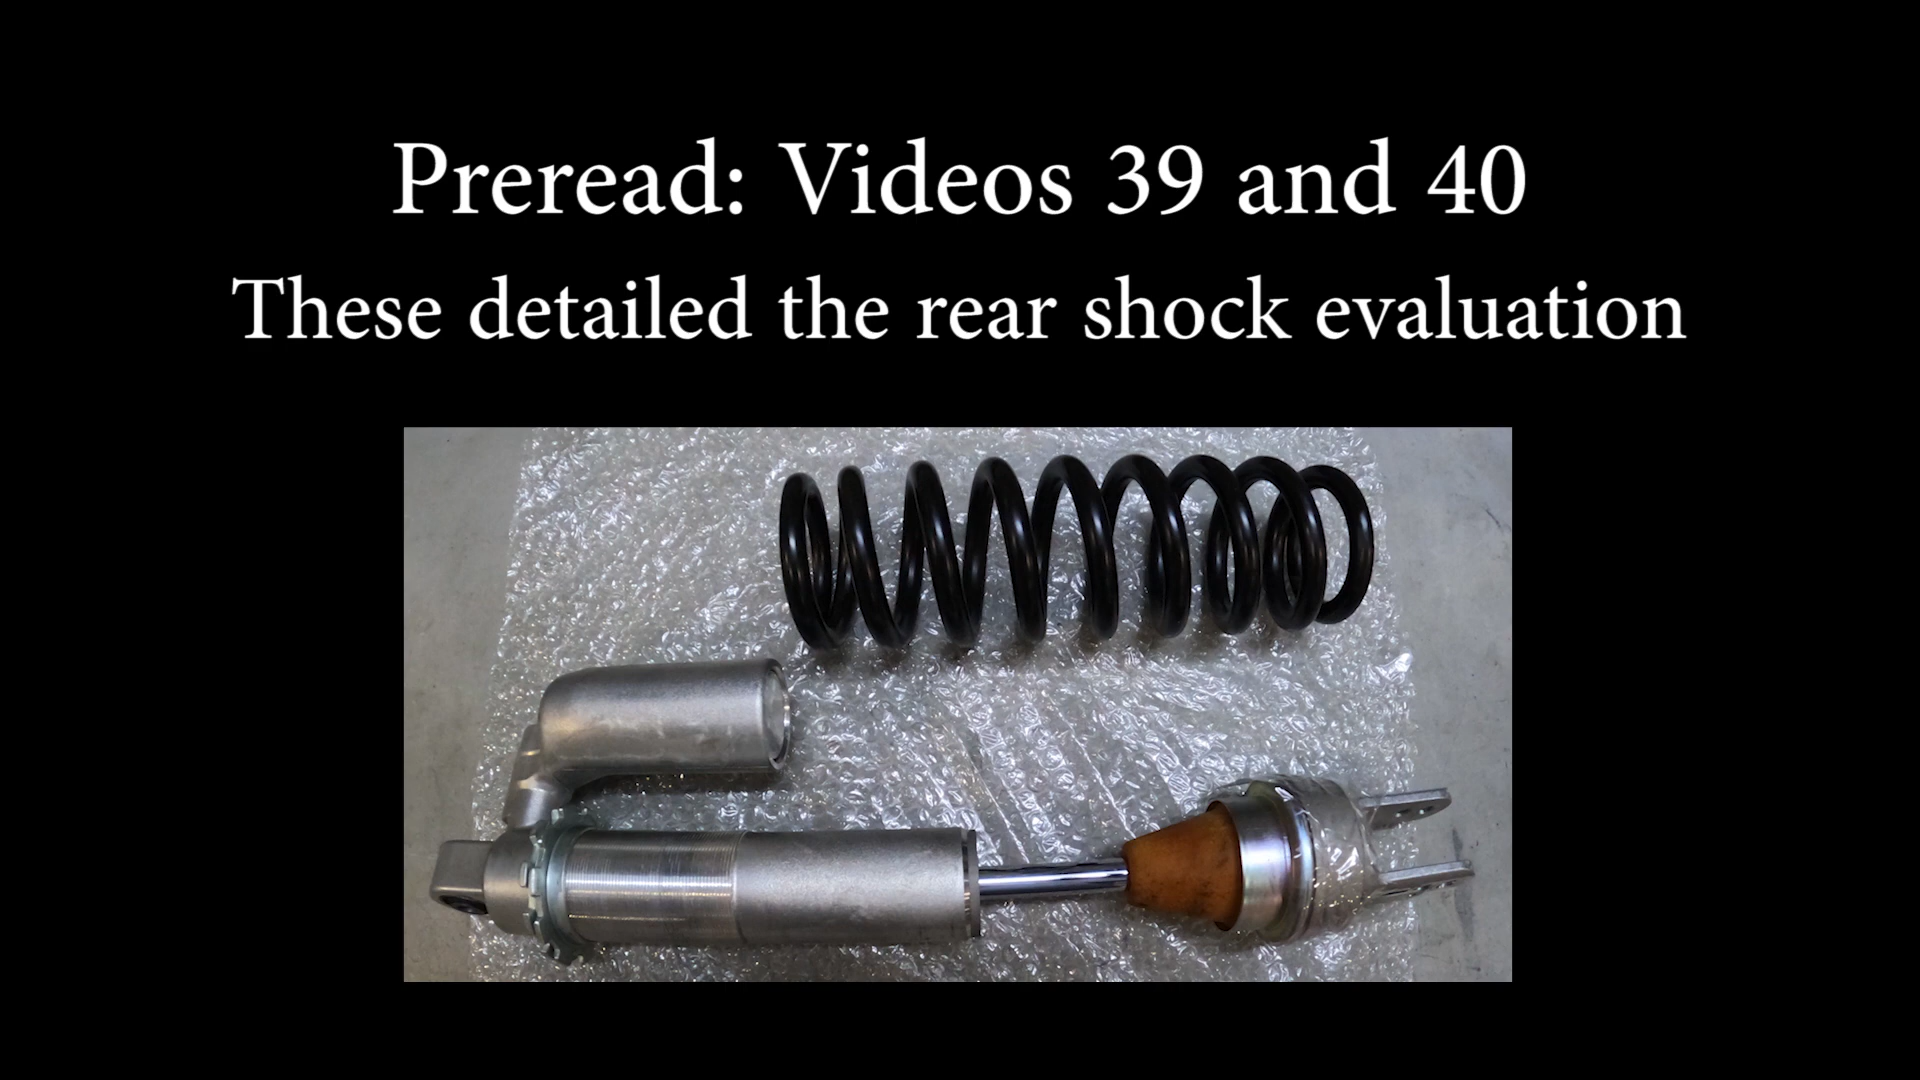 Preread: Videos 39 and 40
These detailed the rear shock evaluation